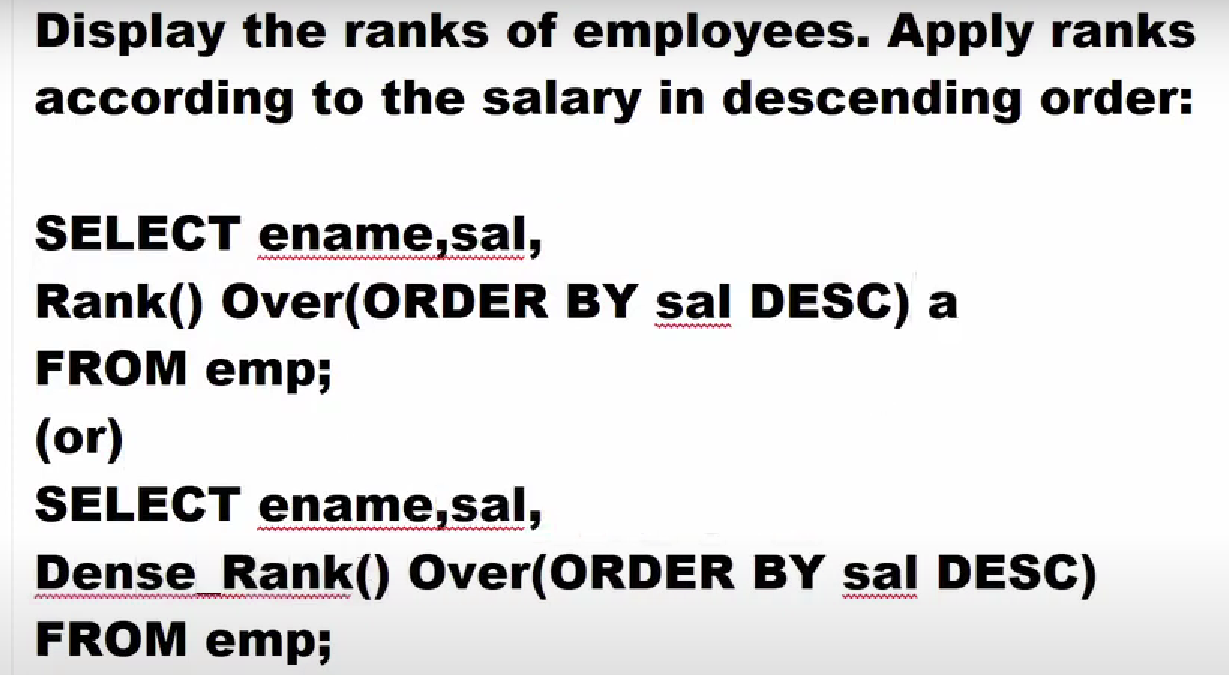 Display the ranks of employees. Apply ranks
according to the salary in descending order:
SELECT ename,sal,
Rank() Over(ORDER BY sal DESC) a
FROM emp;
(or)
SELECT ename,sal,
Dense_Rank() Over(ORDER BY sal DESC)
FROM emp;